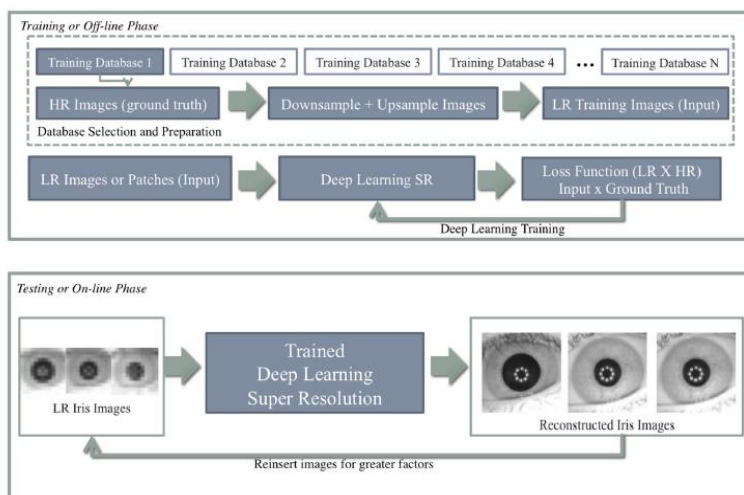 Training or Off-line Phase
Training Database 1
Training Database 2
Training Database 3
Training Database 4
...
Training Database N
HR Images (ground truth)
Downsample + Upsample Images
LR Training Images (Input)
Database Selection and Preparation
LR Images or Patches (Input)
Deep Learning SR
Loss Function (LR X HR)
Input x Ground Truth
Deep Learning Training
Testing or On-line Phase
Trained
Deep Learning
Super Resolution
LR Iris Images
Reconstructed Iris Images
Reinsert images for greater factors